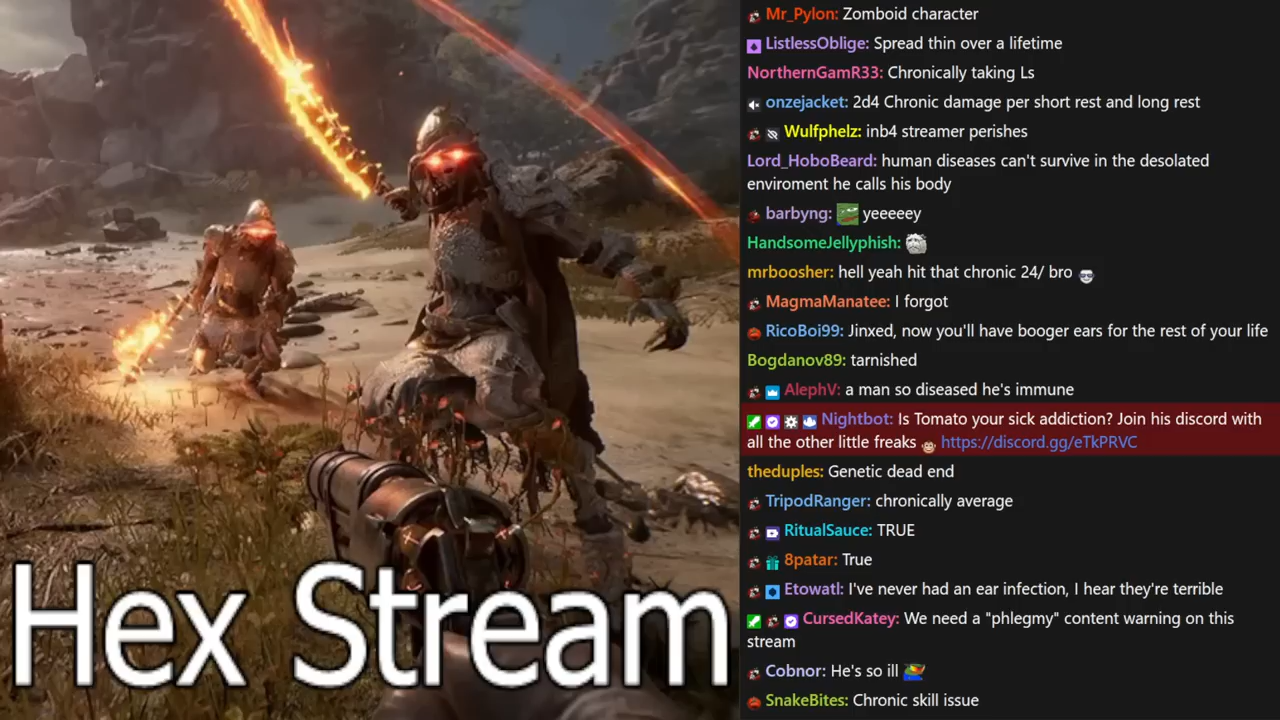 Mr_Pylon: Zomboid character
ListlessOblige: Spread thin over a lifetime
NorthernGamR33: Chronically taking Ls
onzejacket: 2d4 Chronic damage per short rest and long rest
Wulfphelz: inb4 streamer perishes
Lord_HoboBeard: human diseases can't survive in the desolated
enviroment he calls his body
barbyng: yeeeeey
HandsomeJellyphish:
mrboosher: hell yeah hit that chronic 24/ bro
MagmaManatee: I forgot
RicoBoi99: Jinxed, now you'll have booger ears for the rest of your life
Bogdanov89: tarnished
AlephV: a man so diseased he's immune
Nightbot: Is Tomato your sick addiction? Join his discord with
all the other little freaks https://discord.gg/eTkPRVC
theduples: Genetic dead end
TripodRanger: chronically average
RitualSauce: TRUE
8patar: True
Etowatl: I've never had an ear infection, I hear they're terrible
CursedKatey: We need a "phlegmy" content warning on this
stream
Cobnor: He's so ill
SnakeBites: Chronic skill issue
Hex Stream